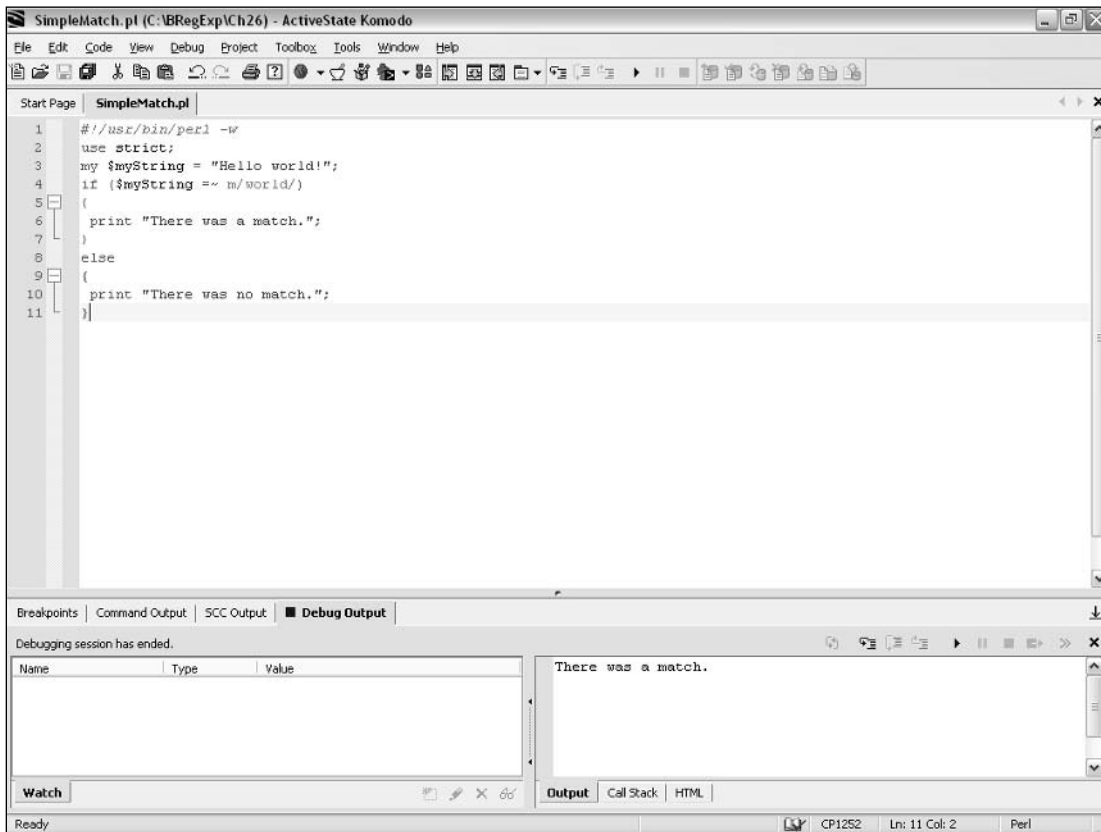 SimpleMatch.pl (C:\BRegExp\Ch26) - ActiveState Komodo
File Edit Code View Debug Project Toolbox Tools Window Help
Start Page SimpleMatch.pl
1 #!/usr/bin/perl -w
2 use strict;
3 my $myString = "Hello world!";
4 if ($myString =~ m/world/)
5 {
6 print "There was a match.";
7 }
8 else
9 {
10 print "There was no match.";
11 }
Breakpoints Command Output SCC Output Debug Output
Debugging session has ended.
Name Type Value
There was a match.
Watch
Output Call Stack HTML
Ready CP1252 Ln: 11 Col: 2 Perl